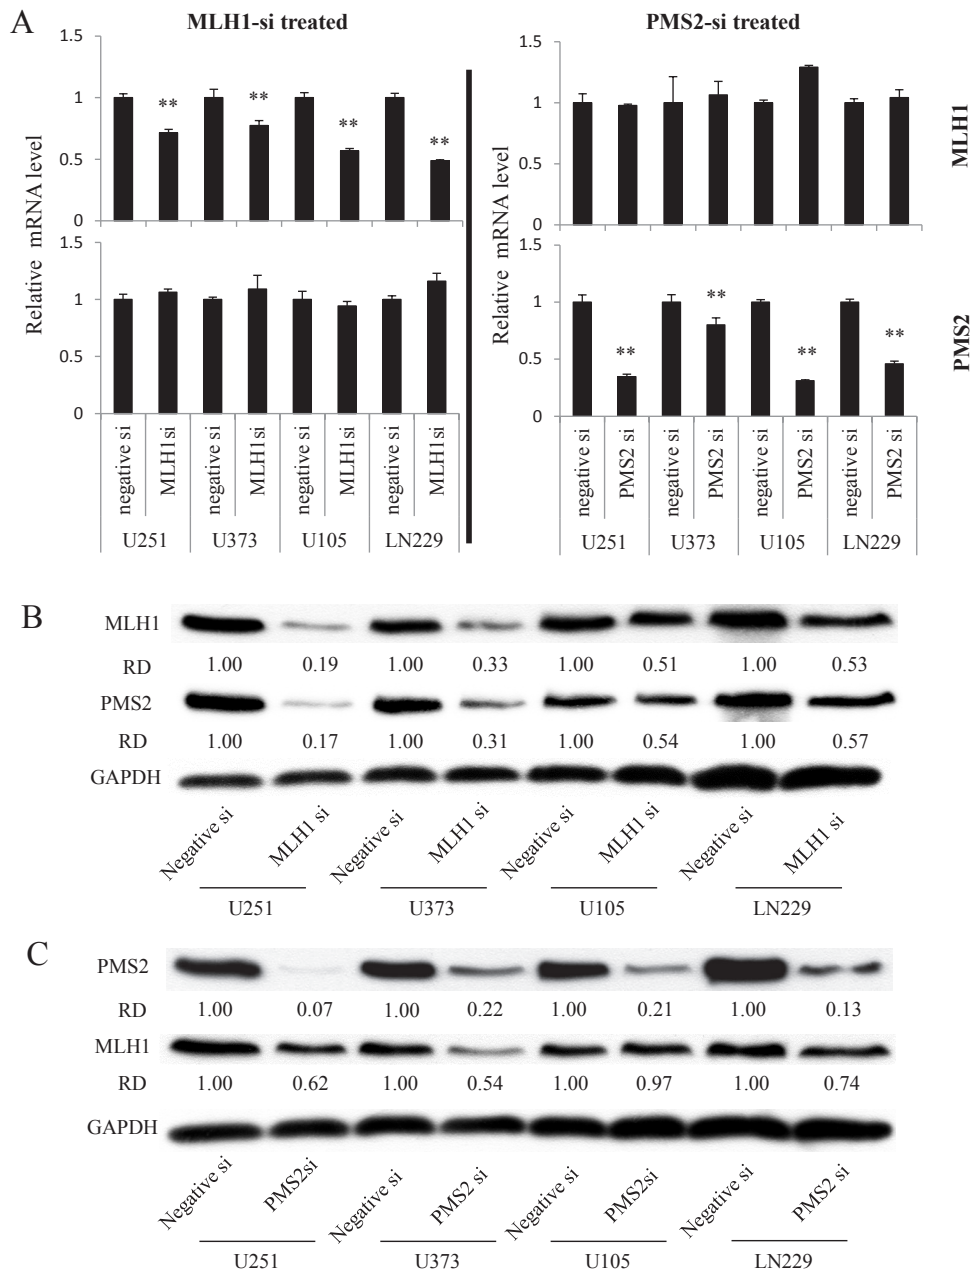 A
MLH1-si treated
PMS2-si treated
Relative mRNA level
1.5
1
0.5
0
** ** ** **
1.5
1
0.5
0
negative si MLH1si negative si MLH1si negative si MLH1si negative si MLH1si
U251 U373 U105 LN229
Relative mRNA level
1.5
1
0.5
0
MLH1
1.5
1
0.5
0
** ** ** **
PMS2
negative si PMS2 si negative si PMS2 si negative si PMS2 si negative si PMS2 si
U251 U373 U105 LN229
B
MLH1
RD 1.00 0.19 1.00 0.33 1.00 0.51 1.00 0.53
PMS2
RD 1.00 0.17 1.00 0.31 1.00 0.54 1.00 0.57
GAPDH
Negative si MLH1 si Negative si MLH1 si Negative si MLH1 si Negative si MLH1 si
U251 U373 U105 LN229
C
PMS2
RD 1.00 0.07 1.00 0.22 1.00 0.21 1.00 0.13
MLH1
RD 1.00 0.62 1.00 0.54 1.00 0.97 1.00 0.74
GAPDH
Negative si PMS2si Negative si PMS2 si Negative si PMS2si Negative si PMS2 si
U251 U373 U105 LN229